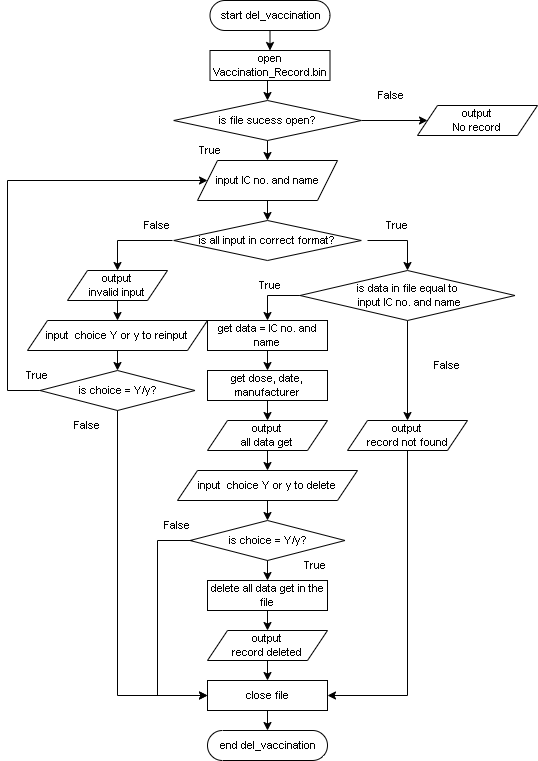 start del_vaccination
open
Vaccination_Record.bin
False
is file sucess open?
output
No record
True
input IC no. and name
False
True
is all input in correct format?
output
invalid input
True
is data in file equal to
input IC no. and name
input  choice Y or y to reinput
get data = IC no. and
name
False
True
is choice = Y/y?
get dose, date,
manufacturer
False
output
all data get
output
record not found
input  choice Y or y to delete
False
is choice = Y/y?
True
delete all data get in the
file
output
record deleted
close file
end del_vaccination